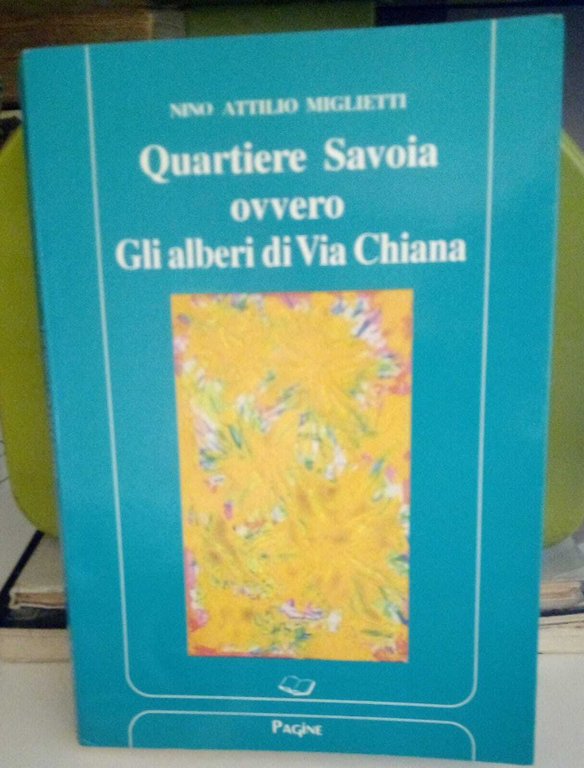 NINO ATTILIO MIGLIETTI
Quartiere Savoia
ovvero
Gli alberi di Via Chiana
PAGINE